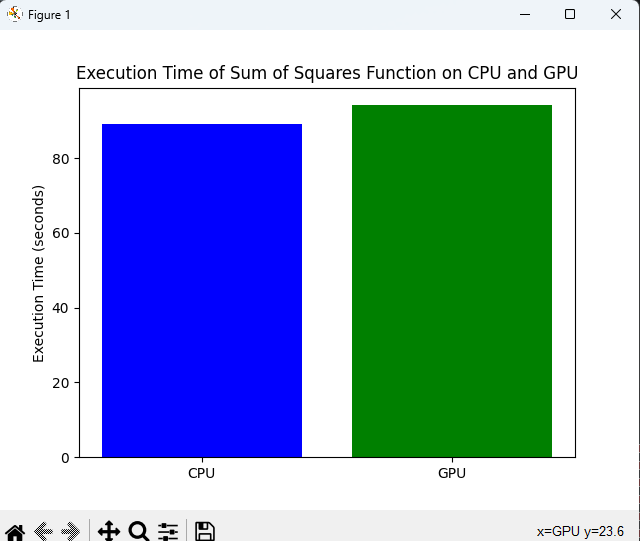 Figure 1
Execution Time of Sum of Squares Function on CPU and GPU
Execution Time (seconds)
80
60
40
20
0
CPU
GPU
x=GPU y=23.6